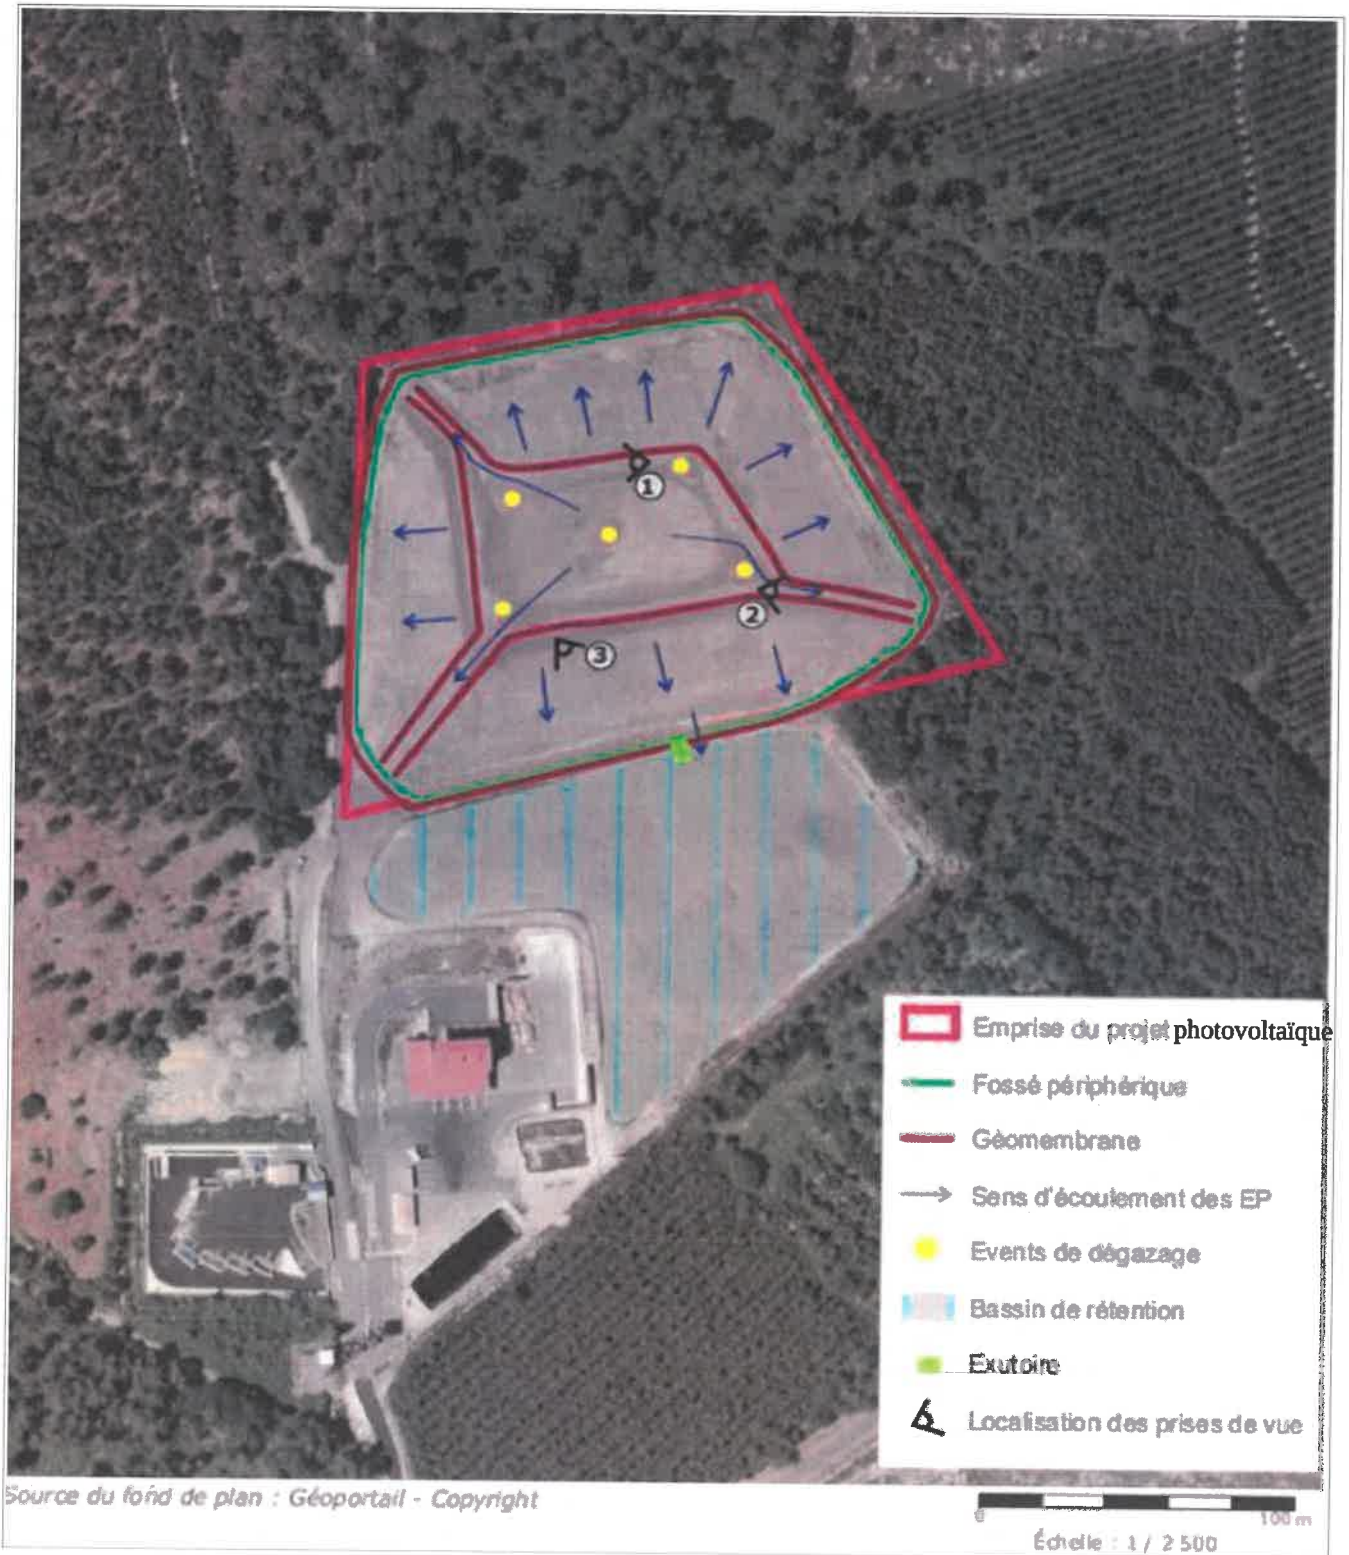 1
2
3
Emprise du projet photovoltaïque
Fossé périphérique
Géomembrane
Sens d'écoulement des EP
Events de dégazage
Bassin de rétention
Exutoire
Localisation des prises de vue
Source du fond de plan : Géoportail - Copyright
0 100 m
Échelle : 1 / 2 500